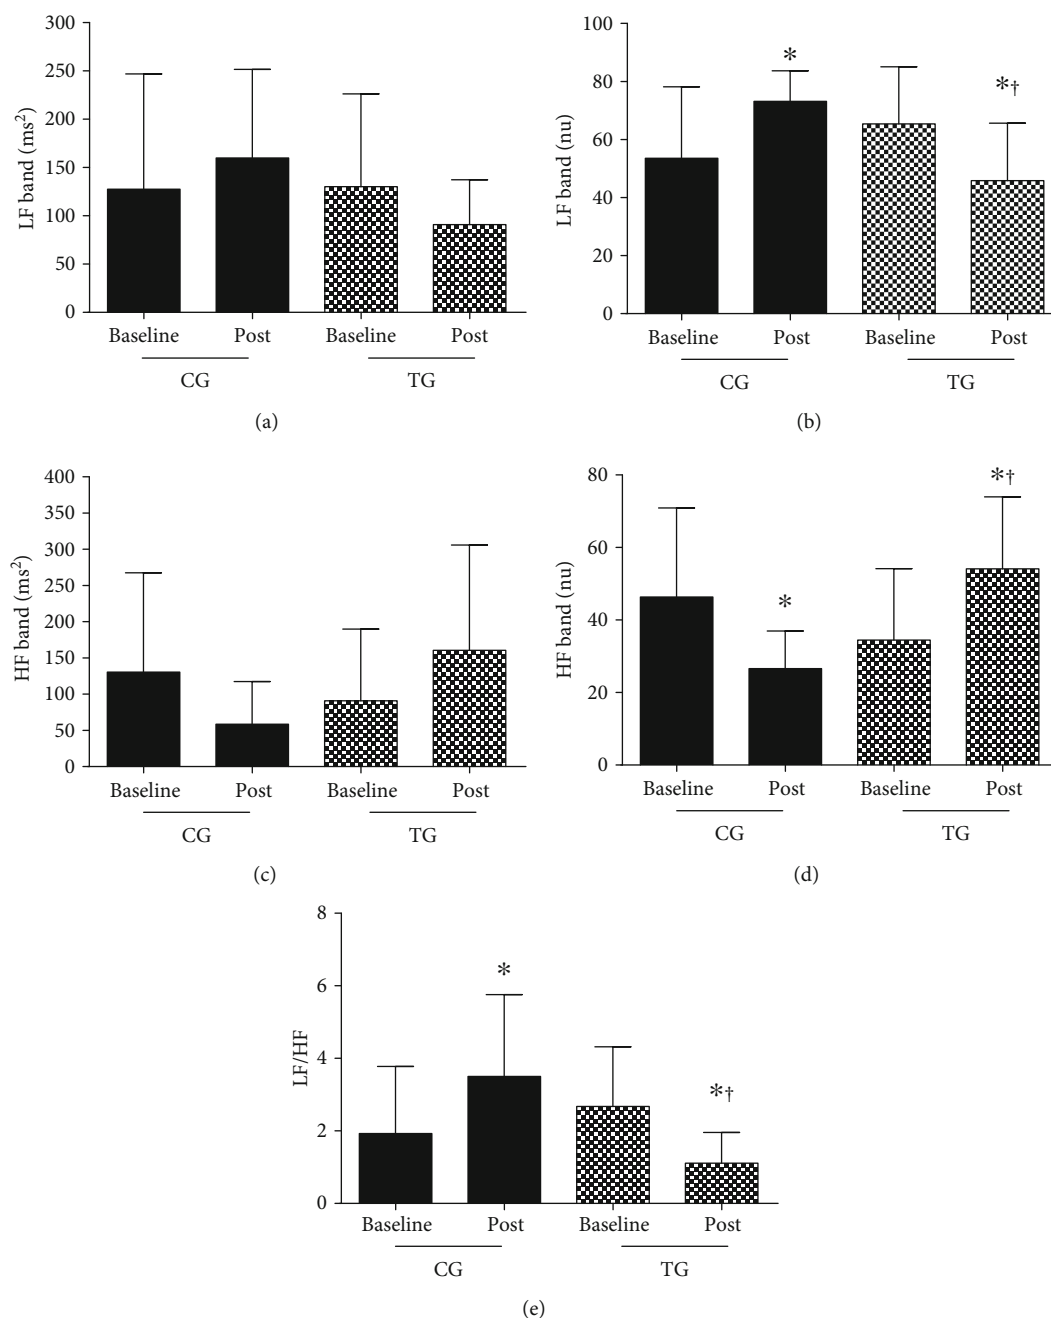 300
250
200
150
100
50
0
LF band (ms²)
Baseline Post Baseline Post
CG TG
(a)
100
80
60
40
20
0
LF band (nu)
*
*†
Baseline Post Baseline Post
CG TG
(b)
400
350
300
250
200
150
100
50
0
HF band (ms²)
Baseline Post Baseline Post
CG TG
(c)
80
60
40
20
0
HF band (nu)
*
*†
Baseline Post Baseline Post
CG TG
(d)
8
6
4
2
0
LF/HF
*
*†
Baseline Post Baseline Post
CG TG
(e)